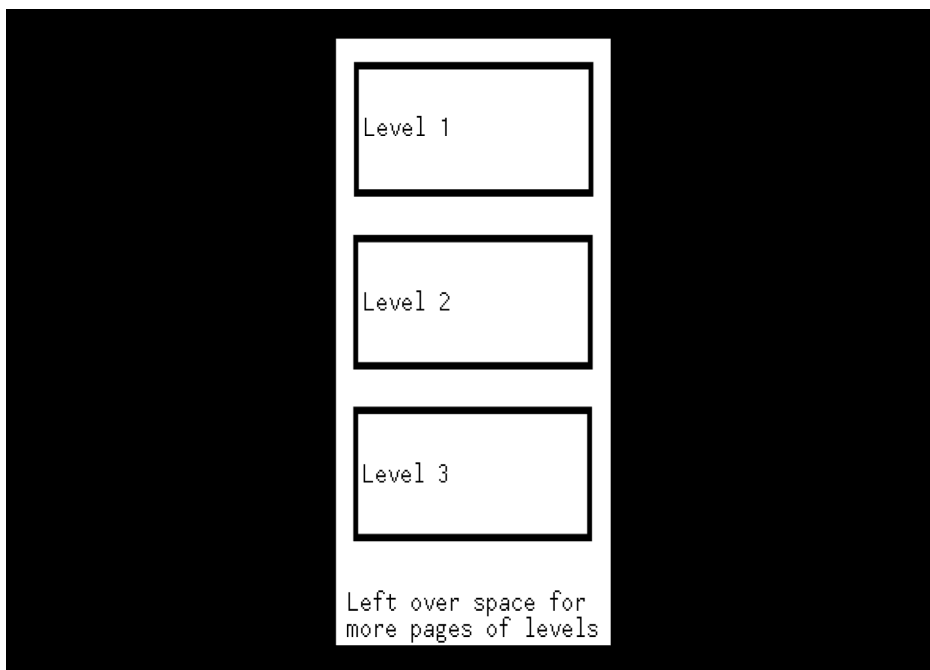 Level 1
Level 2
Level 3
Left over space for
more pages of levels